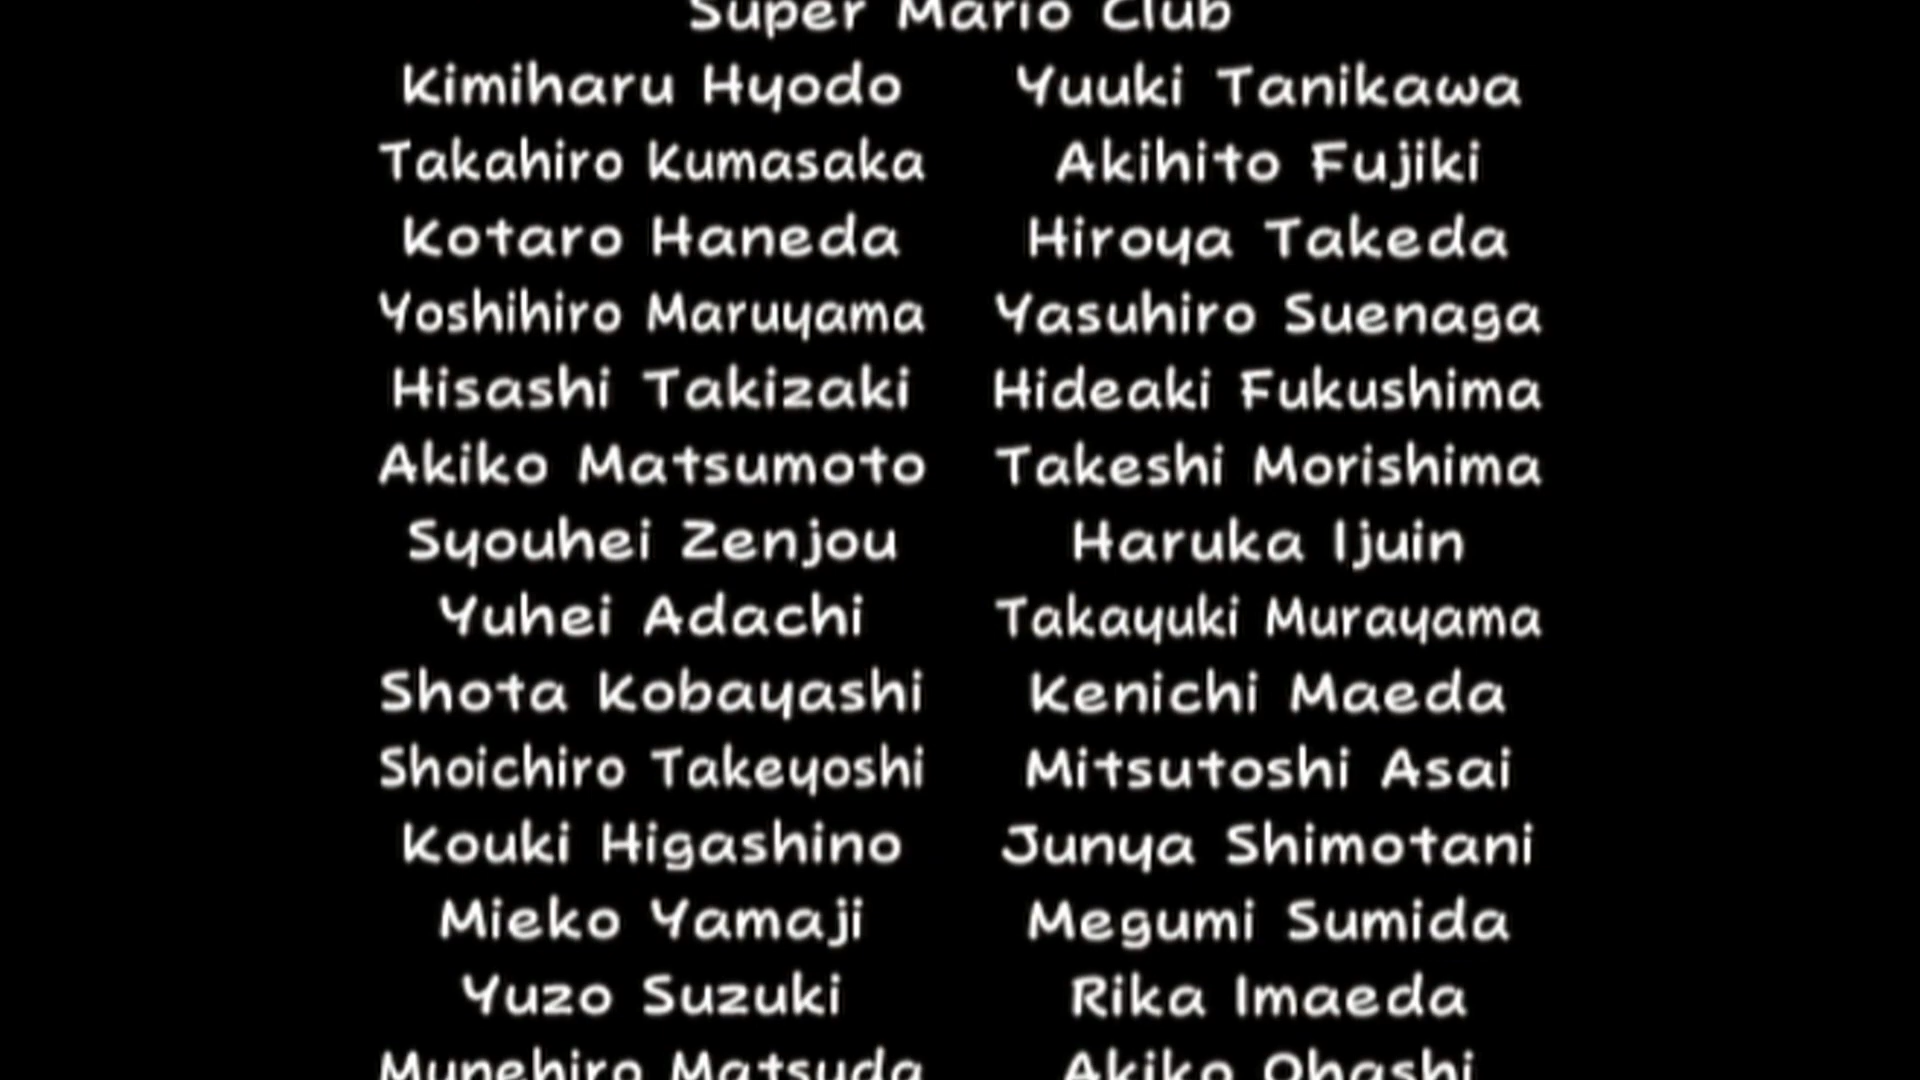 Super Mario Club
Kimiharu Hyodo Yuuki Tanikawa
Takahiro Kumasaka Akihito Fujiki
Kotaro Haneda Hiroya Takeda
Yoshihiro Maruyama Yasuhiro Suenaga
Hisashi Takizaki Hideaki Fukushima
Akiko Matsumoto Takeshi Morishima
Syouhei Zenjou Haruka Ijuin
Yuhei Adachi Takayuki Murayama
Shota Kobayashi Kenichi Maeda
Shoichiro Takeyoshi Mitsutoshi Asai
Kouki Higashino Junya Shimotani
Mieko Yamaji Megumi Sumida
Yuzo Suzuki Rika Imaeda
Munehiro Matsuda Akiko Ohashi